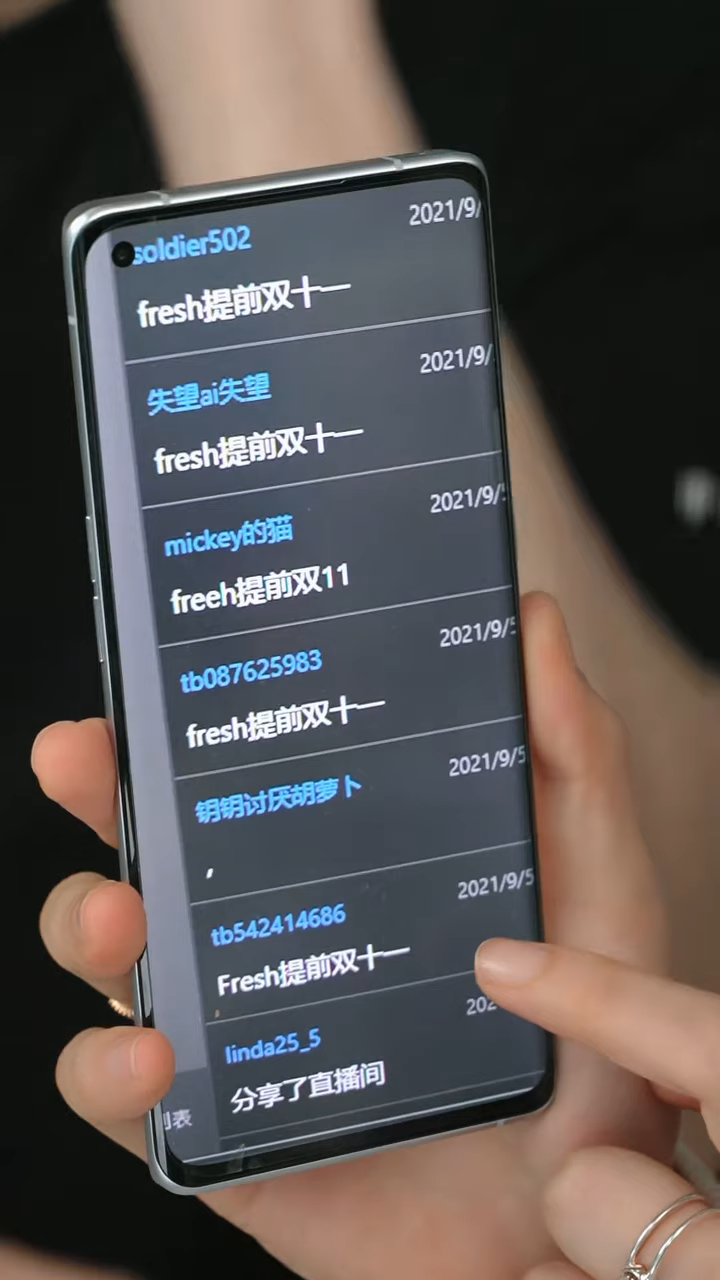 soldier502
2021/9/
fresh提前双十一
失望ai失望
2021/9/
fresh提前双十一
mickey的猫
2021/9/5
freeh提前双11
tb087625983
2021/9/5
fresh提前双十一
钥钥讨厌胡萝卜
2021/9/5
,
tb542414686
2021/9/5
Fresh提前双十一
linda25_5
202
分享了直播间
列表